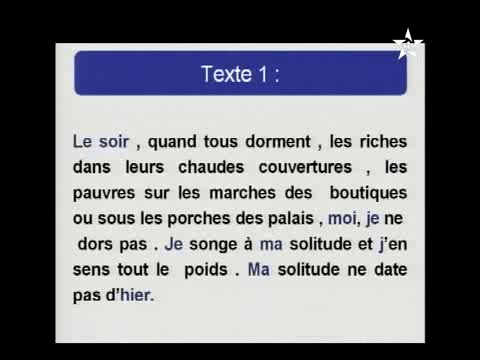 Texte 1 :
Le soir , quand tous dorment , les riches
dans leurs chaudes couvertures , les
pauvres sur les marches des boutiques
ou sous les porches des palais , moi, je ne
dors pas . Je songe à ma solitude et j'en
sens tout le poids . Ma solitude ne date
pas d'hier.